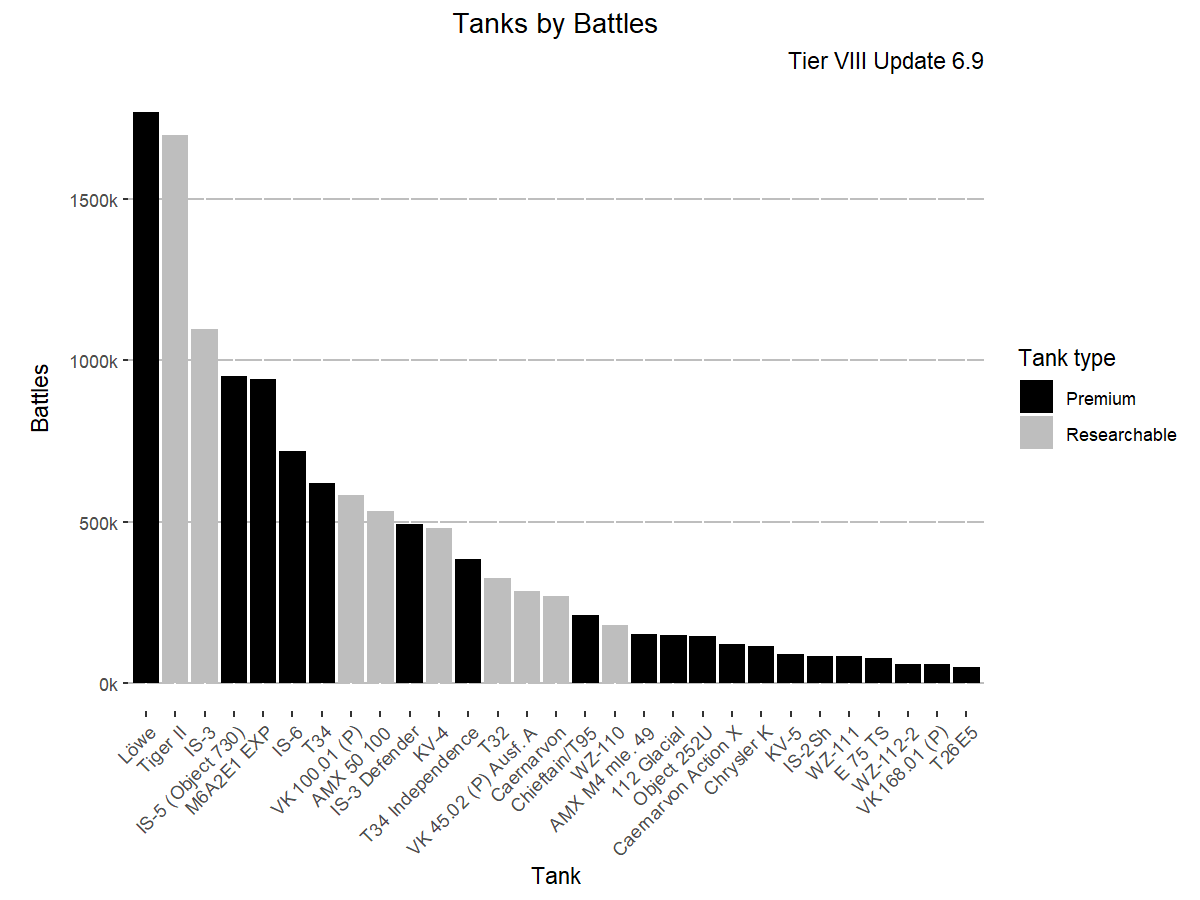 Tanks by Battles
Tier VIII Update 6.9
Battles
1500k
1000k
500k
0k
Löwe
Tiger II
IS-3
IS-5 (Object 730)
M6A2E1 EXP
IS-6
T34
VK 100.01 (P)
AMX 50 100
IS-3 Defender
KV-4
T34 Independence
T32
VK 45.02 (P) Ausf. A
Caernarvon
Chieftain/T95
WZ-110
AMX M4 mle. 49
112 Glacial
Object 252U
Caernarvon Action X
Chrysler K
KV-5
IS-2Sh
WZ-111
E 75 TS
WZ-112-2
VK 168.01 (P)
T26E5
Tank
Tank type
Premium
Researchable